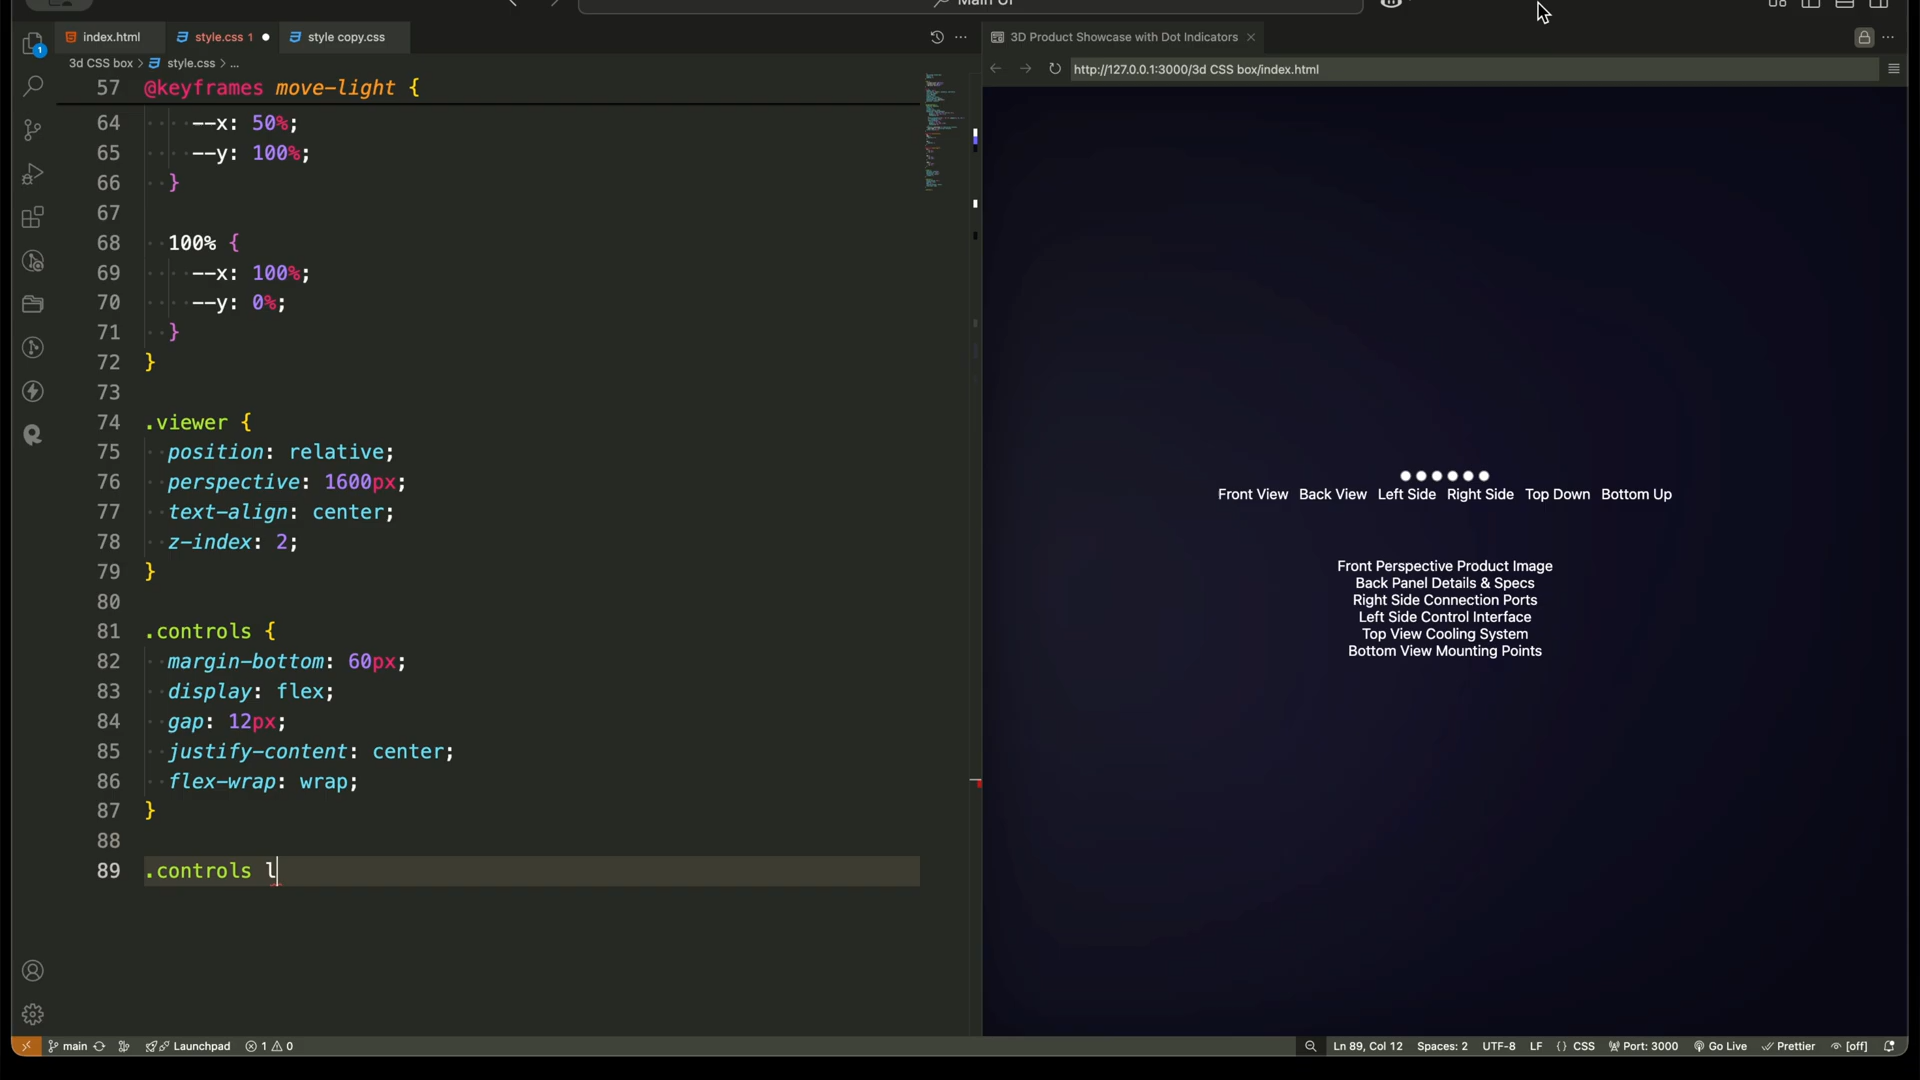 Main UI
index.html
style.css 1
style copy.css
3D Product Showcase with Dot Indicators
3d CSS box > style.css > ...
http://127.0.0.1:3000/3d CSS box/index.html
1
57 @keyframes move-light {
64 --x: 50%;
65 --y: 100%;
66 }
67
68 100% {
69 --x: 100%;
70 --y: 0%;
71 }
72 }
73
74 .viewer {
75 position: relative;
76 perspective: 1600px;
77 text-align: center;
78 z-index: 2;
79 }
80
81 .controls {
82 margin-bottom: 60px;
83 display: flex;
84 gap: 12px;
85 justify-content: center;
86 flex-wrap: wrap;
87 }
88
89 .controls l
Front View Back View Left Side Right Side Top Down Bottom Up
Front Perspective Product Image
Back Panel Details & Specs
Right Side Connection Ports
Left Side Control Interface
Top View Cooling System
Bottom View Mounting Points
main Launchpad 1 0 Ln 89, Col 12 Spaces: 2 UTF-8 LF {} CSS Port: 3000 Go Live Prettier [off]